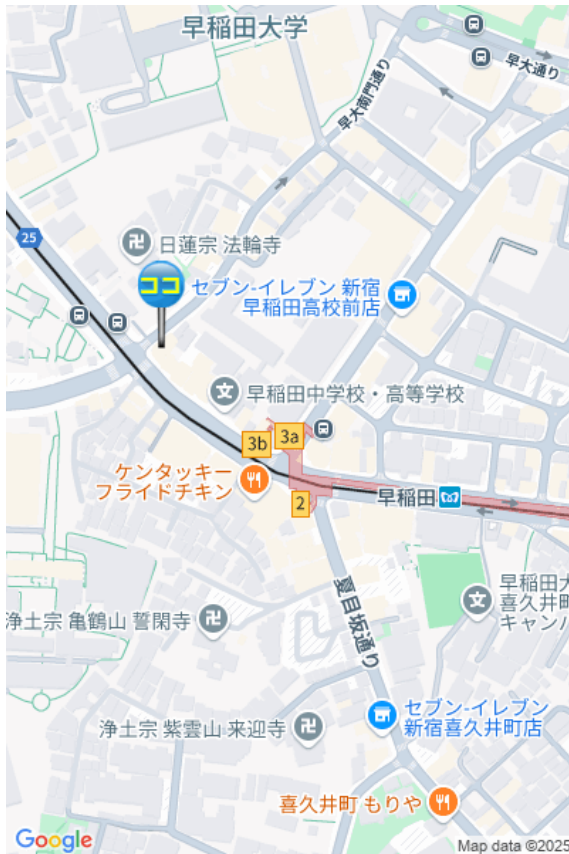 早稲田大学
早大通り
早大南門通り
25
日蓮宗 法輪寺
ココ
セブン-イレブン 新宿
早稲田高校前店
早稲田中学校・高等学校
3b
3a
ケンタッキー
フライドチキン
2
早稲田
夏目坂通り
早稲田大
喜久井町
キャンパ
浄土宗 亀鶴山 誓閑寺
セブン-イレブン
新宿喜久井町店
浄土宗 紫雲山 来迎寺
喜久井町 もりや
Google
Map data ©2025